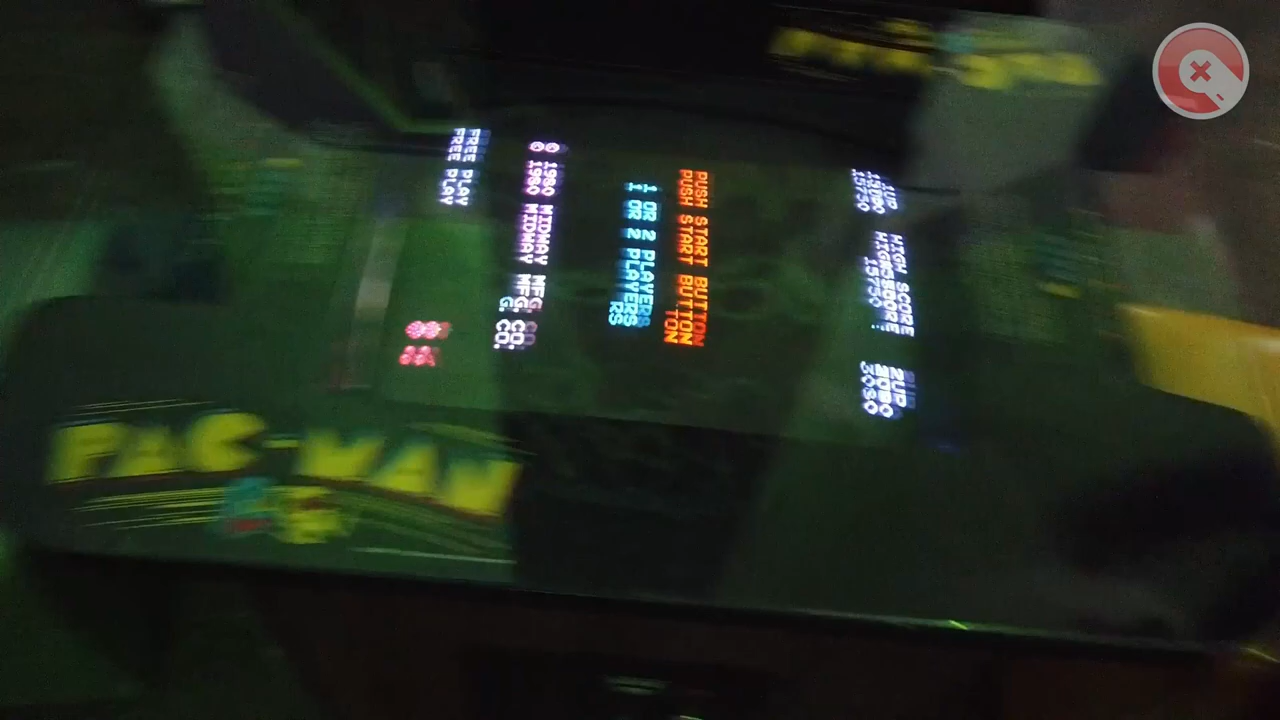 1UP HIGH SCORE 2UP
PUSH START BUTTON
1 OR 2 PLAYERS
© 1980 MIDWAY MFG. CO.
FREE PLAY
PAC-MAN